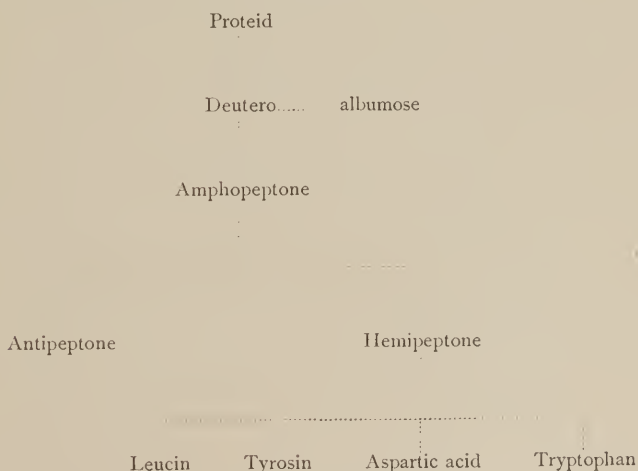 Proteid
Deutero...... albumose
Amphopeptone
Antipeptone Hemipeptone
Leucin Tyrosin Aspartic acid Tryptophan